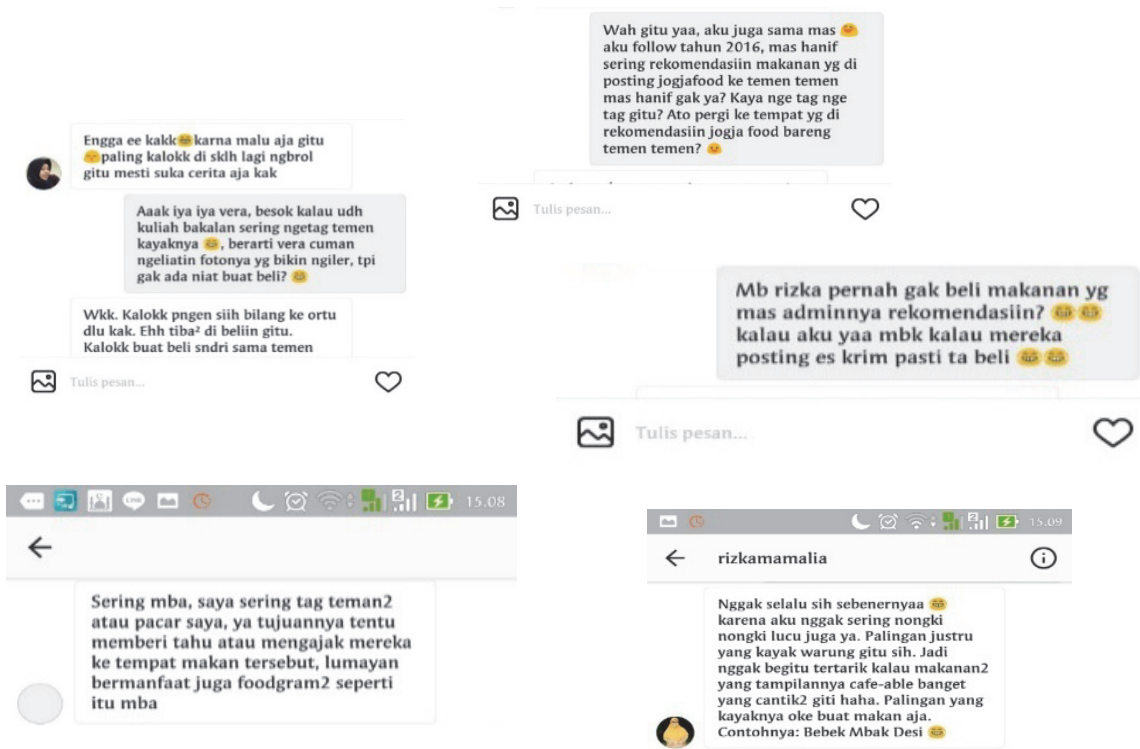 Engga ee kakk😂karna malu aja gitu
😁paling kalokk di sklh lagi ngbrol
gitu mesti suka cerita aja kak
Aaak iya iya vera, besok kalau udh
kuliah bakalan sering ngetag temen
kayaknya 😂, berarti vera cuman
ngeliatin fotonya yg bikin ngiler, tpi
gak ada niat buat beli? 😂
Wkk. Kalokk pngen siih bilang ke ortu
dlu kak. Ehh tiba² di beliin gitu.
Kalokk buat beli sndri sama temen
Tulis pesan...
Wah gitu yaa, aku juga sama mas 😊
aku follow tahun 2016, mas hanif
sering rekomendasiin makanan yg di
posting jogjafood ke temen temen
mas hanif gak ya? Kaya nge tag nge
tag gitu? Ato pergi ke tempat yg di
rekomendasiin jogja food bareng
temen temen? 😊
Tulis pesan...
Mb rizka pernah gak beli makanan yg
mas adminnya rekomendasiin? 😂 😂
kalau aku yaa mbk kalau mereka
posting es krim pasti ta beli 😂 😂
Tulis pesan...
15.08
Sering mba, saya sering tag teman2
atau pacar saya, ya tujuannya tentu
memberi tahu atau mengajak mereka
ke tempat makan tersebut, lumayan
bermanfaat juga foodgram2 seperti
itu mba
15.09
rizkamamalia
Nggak selalu sih sebenernyaa 😂
karena aku nggak sering nongki
nongki lucu juga ya. Palingan justru
yang kayak warung gitu sih. Jadi
nggak begitu tertarik kalau makanan2
yang tampilannya cafe-able banget
yang cantik2 giti haha. Palingan yang
kayaknya oke buat makan aja.
Contohnya: Bebek Mbak Desi 😂